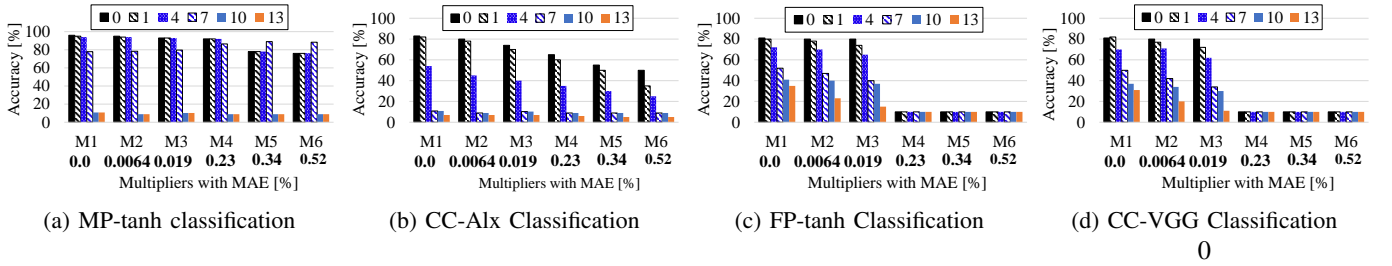 0 1 4 7 10 13
Accuracy [%]
100
80
60
40
20
0
M1 M2 M3 M4 M5 M6
0.0 0.0064 0.019 0.23 0.34 0.52
Multipliers with MAE [%]
(a) MP-tanh classification
0 1 4 7 10 13
Accuracy [%]
100
80
60
40
20
0
M1 M2 M3 M4 M5 M6
0.0 0.0064 0.019 0.23 0.34 0.52
Multipliers with MAE [%]
(b) CC-Alx Classification
0 1 4 7 10 13
Accuracy [%]
80
60
40
20
0
M1 M2 M3 M4 M5 M6
0.0 0.0064 0.019 0.23 0.34 0.52
Multipliers with MAE [%]
(c) FP-tanh Classification
0 1 4 7 10 13
Accuracy [%]
80
60
40
20
0
M1 M2 M3 M4 M5 M6
0.0 0.0064 0.019 0.23 0.34 0.52
Multiplier with MAE [%]
(d) CC-VGG Classification
0